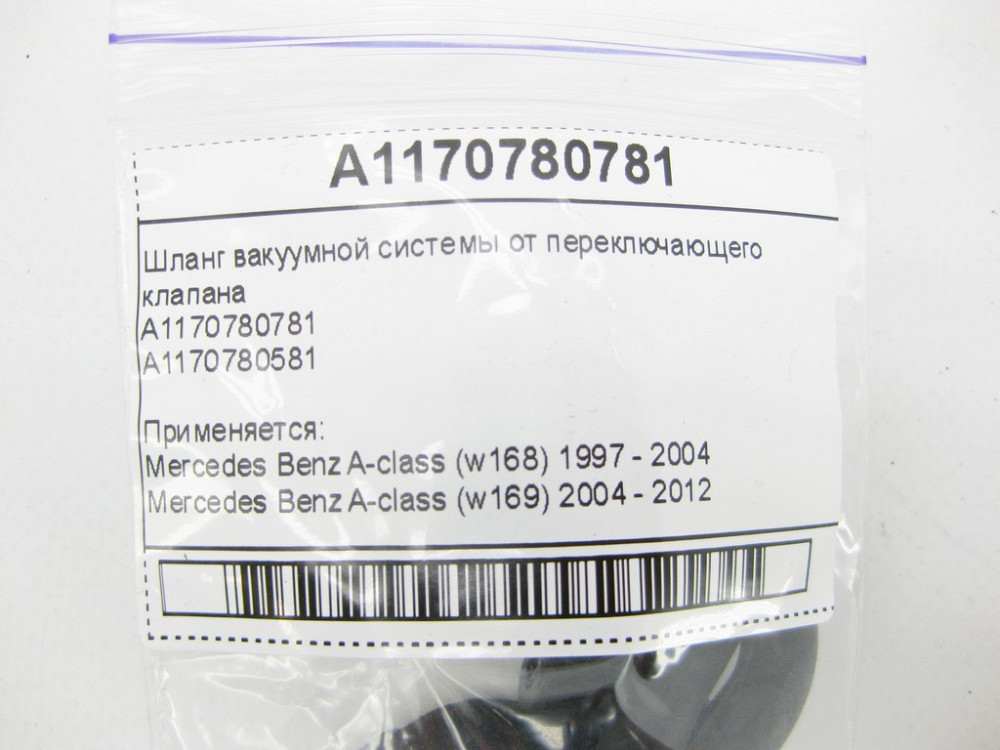 A1170780781
Шланг вакуумной системы от переключающего
клапана
A1170780781
A1170780581
Применяется:
Mercedes Benz A-class (w168) 1997 - 2004
Mercedes Benz A-class (w169) 2004 - 2012